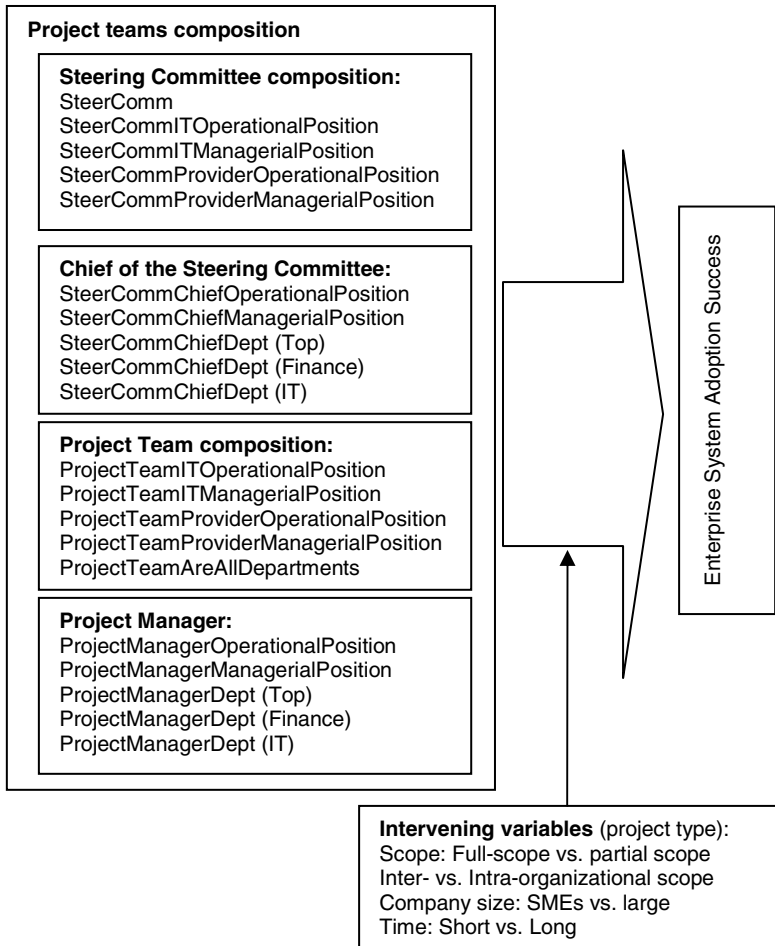 Project teams composition
Steering Committee composition:
SteerComm
SteerCommITOperationalPosition
SteerCommITManagerialPosition
SteerCommProviderOperationalPosition
SteerCommProviderManagerialPosition
Chief of the Steering Committee:
SteerCommChiefOperationalPosition
SteerCommChiefManagerialPosition
SteerCommChiefDept (Top)
SteerCommChiefDept (Finance)
SteerCommChiefDept (IT)
Project Team composition:
ProjectTeamITOperationalPosition
ProjectTeamITManagerialPosition
ProjectTeamProviderOperationalPosition
ProjectTeamProviderManagerialPosition
ProjectTeamAreAllDepartments
Project Manager:
ProjectManagerOperationalPosition
ProjectManagerManagerialPosition
ProjectManagerDept (Top)
ProjectManagerDept (Finance)
ProjectManagerDept (IT)
Enterprise System Adoption Success
Intervening variables (project type):
Scope: Full-scope vs. partial scope
Inter- vs. Intra-organizational scope
Company size: SMEs vs. large
Time: Short vs. Long